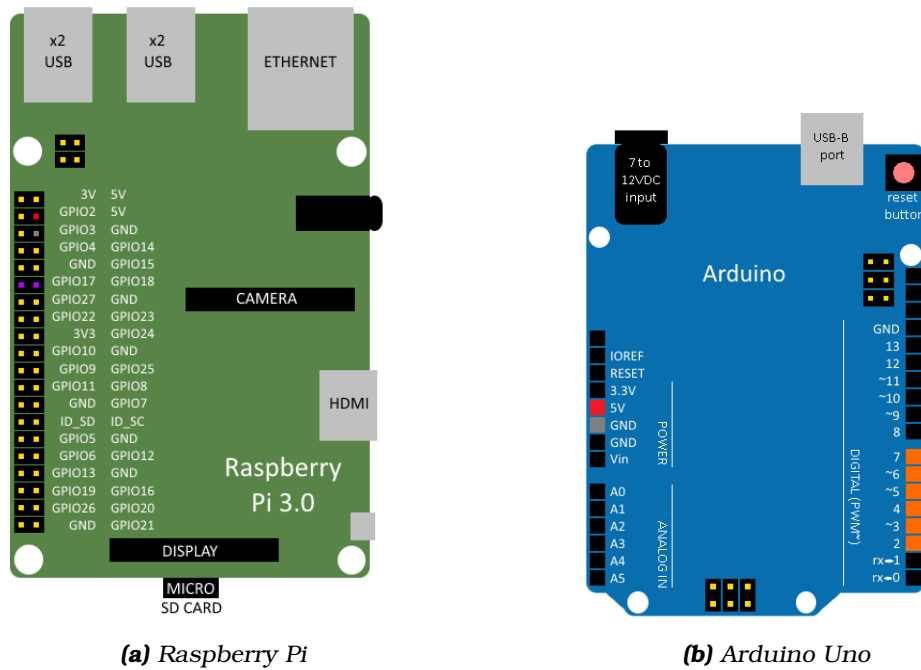 x2
USB
x2
USB
ETHERNET
3V 5V
GPIO2 5V
GPIO3 GND
GPIO4 GPIO14
GND GPIO15
GPIO17 GPIO18
GPIO27 GND
GPIO22 GPIO23
3V3 GPIO24
GPIO10 GND
GPIO9 GPIO25
GPIO11 GPIO8
GND GPIO7
ID_SD ID_SC
GPIO5 GND
GPIO6 GPIO12
GPIO13 GND
GPIO19 GPIO16
GPIO26 GPIO20
GND GPIO21
CAMERA
HDMI
Raspberry
Pi 3.0
DISPLAY
MICRO
SD CARD
(a) Raspberry Pi
7 to
12VDC
input
USB-B
port
reset
button
Arduino
IOREF
RESET
3.3V
5V
GND
GND
Vin
POWER
A0
A1
A2
A3
A4
A5
ANALOG IN
GND
13
12
~11
~10
~9
8
7
~6
~5
4
~3
2
rx➨1
rx➨0
DIGITAL (PWM~)
(b) Arduino Uno